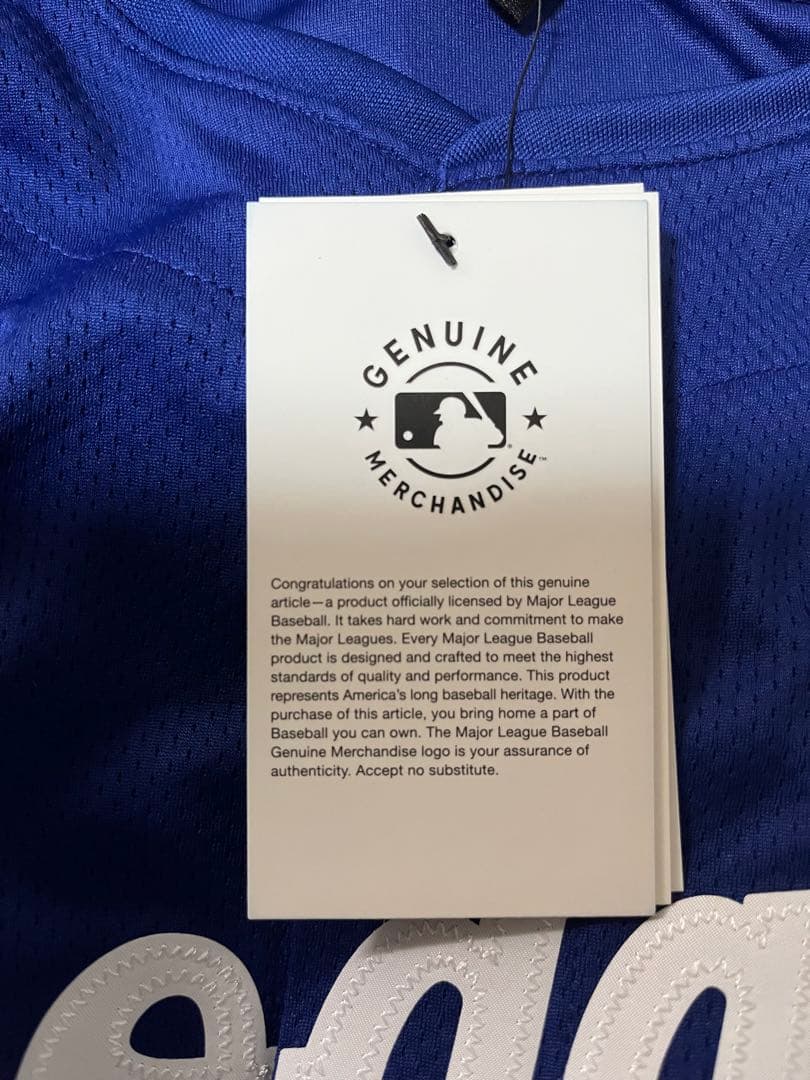 GENUINE
MERCHANDISE™
Congratulations on your selection of this genuine
article—a product officially licensed by Major League
Baseball. It takes hard work and commitment to make
the Major Leagues. Every Major League Baseball
product is designed and crafted to meet the highest
standards of quality and performance. This product
represents America's long baseball heritage. With the
purchase of this article, you bring home a part of
Baseball you can own. The Major League Baseball
Genuine Merchandise logo is your assurance of
authenticity. Accept no substitute.